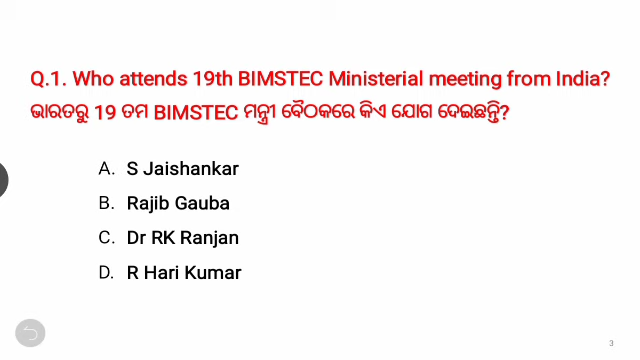 Q.1. Who attends 19th BIMSTEC Ministerial meeting from India?
ଭାରତରୁ 19 ତମ BIMSTEC ମନ୍ତ୍ରୀ ବୈଠକରେ କିଏ ଯୋଗ ଦେଇଛନ୍ତି?
A. S Jaishankar
B. Rajib Gauba
C. Dr RK Ranjan
D. R Hari Kumar
3